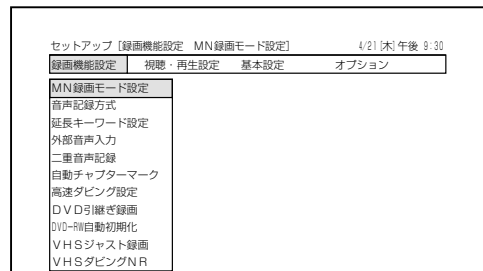 セットアップ [録画機能設定 MN録画モード設定] 4/21[木]午後 9:30
録画機能設定 視聴・再生設定 基本設定 オプション
MN録画モード設定
音声記録方式
延長キーワード設定
外部音声入力
二重音声記録
自動チャプターマーク
高速ダビング設定
DVD引継ぎ録画
DVD-RW自動初期化
VHSジャスト録画
VHSダビングNR